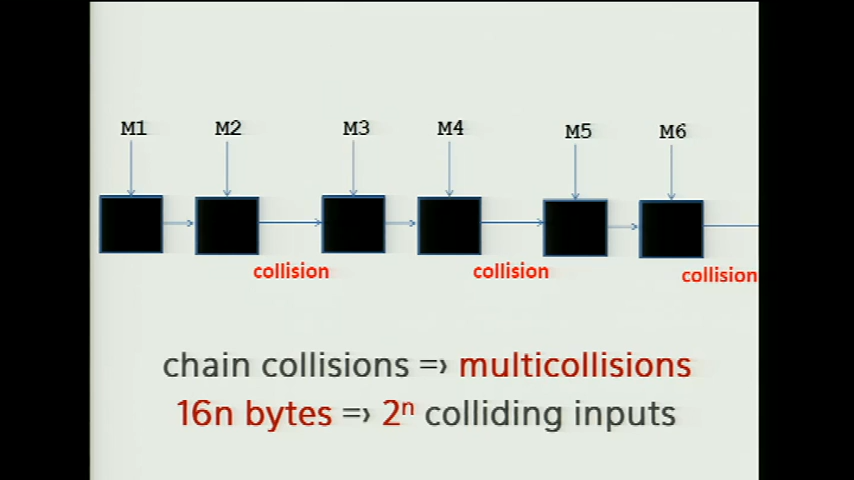 M1 M2 M3 M4 M5 M6
collision collision collision
chain collisions => multicollisions
16n bytes => 2ⁿ colliding inputs